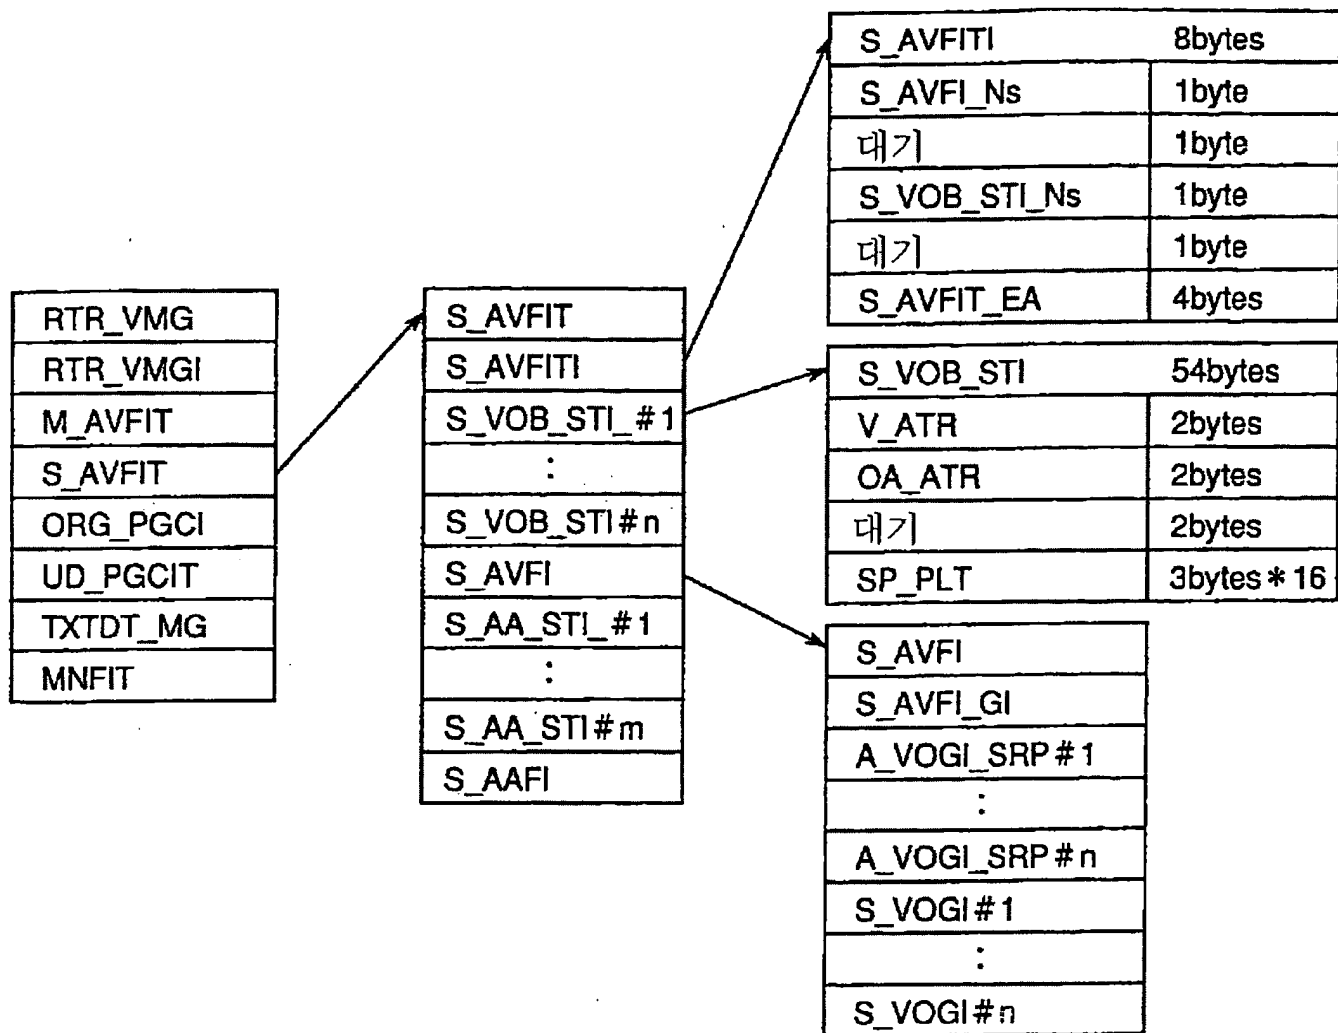 RTR_VMG
RTR_VMGI
M_AVFIT
S_AVFIT
ORG_PGCI
UD_PGCIT
TXTDT_MG
MNFIT
S_AVFIT
S_AVFITI
S_VOB_STI_#1
:
S_VOB_STI#n
S_AVFI
S_AA_STI_#1
:
S_AA_STI#m
S_AAFI
S_AVFITI 8bytes
S_AVFI_Ns 1byte
대기 1byte
S_VOB_STI_Ns 1byte
대기 1byte
S_AVFIT_EA 4bytes
S_VOB_STI 54bytes
V_ATR 2bytes
OA_ATR 2bytes
대기 2bytes
SP_PLT 3bytes*16
S_AVFI
S_AVFI_GI
A_VOGI_SRP#1
:
A_VOGI_SRP#n
S_VOGI#1
:
S_VOGI#n